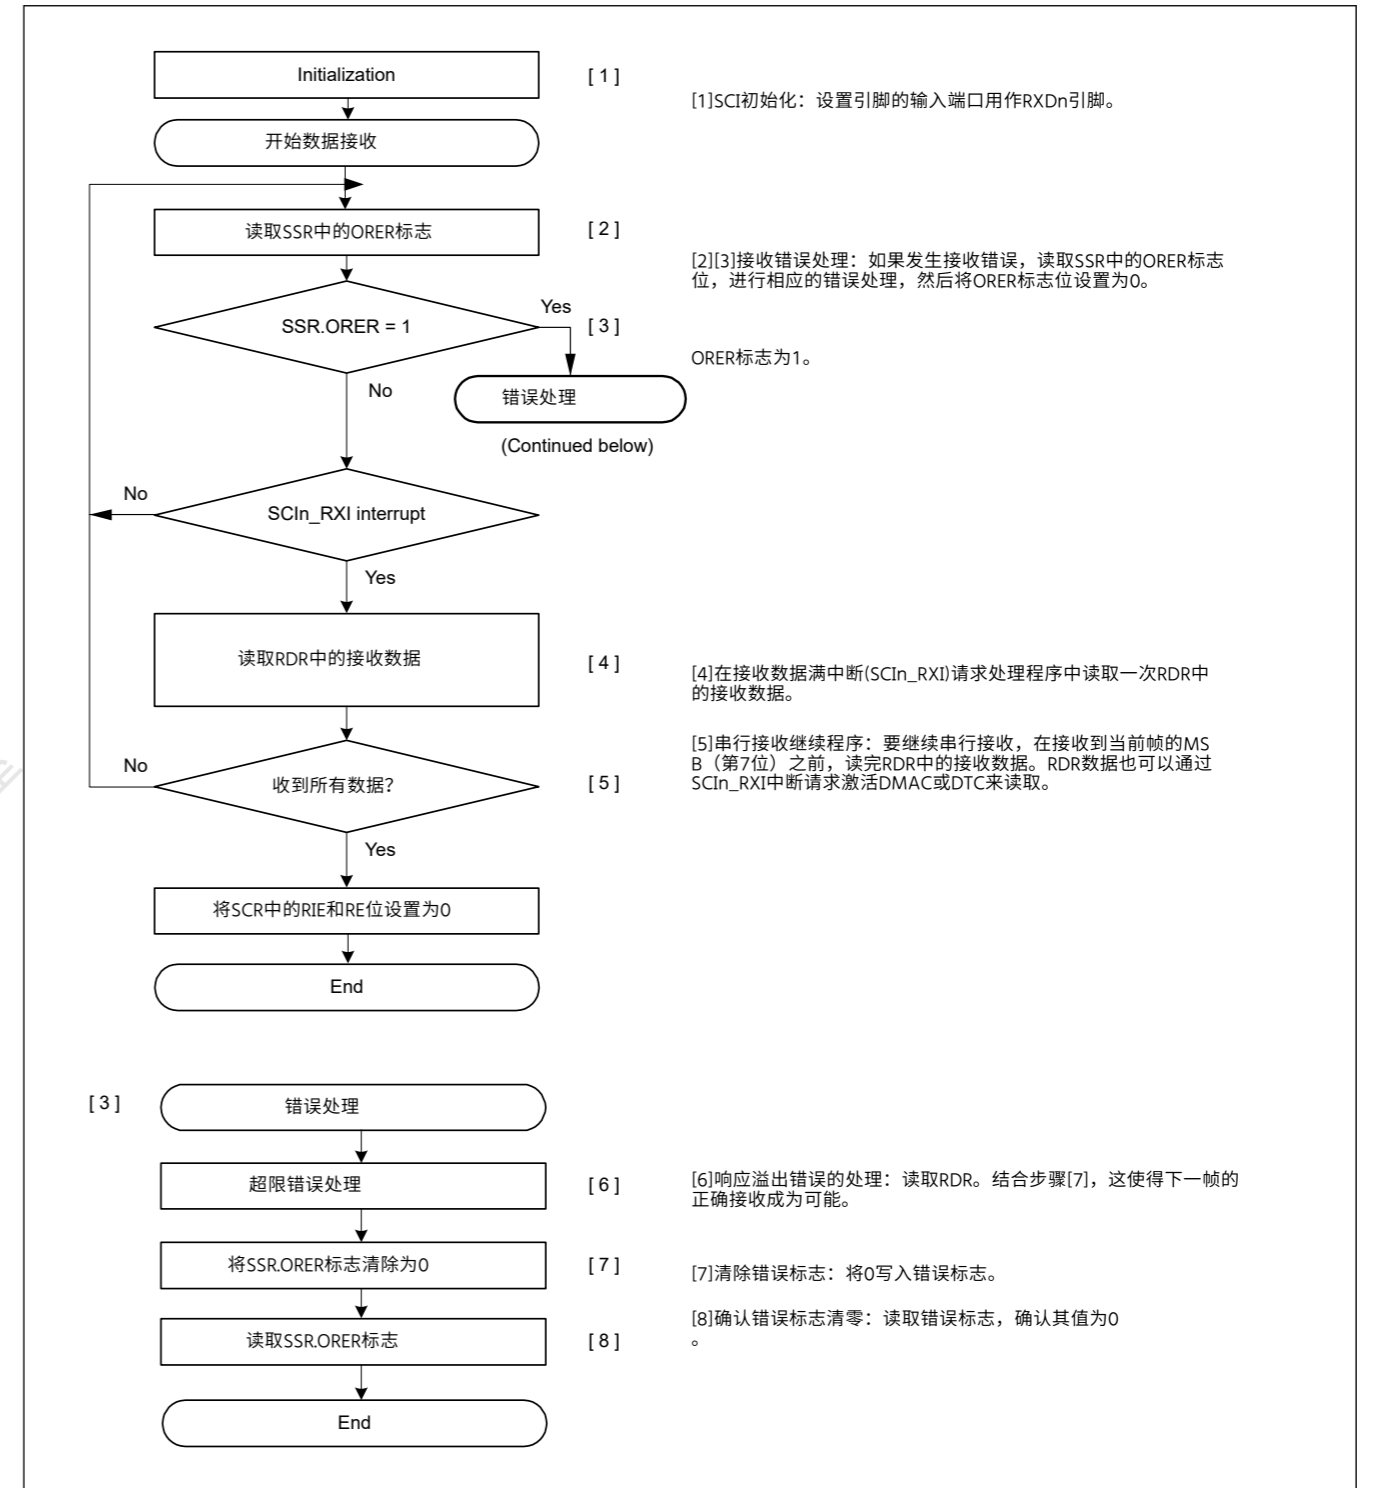 Initialization
[ 1 ]
[1]SCI初始化：设置引脚的输入端口用作RXDn引脚。
开始数据接收
读取SSR中的ORER标志
[ 2 ]
[2][3]接收错误处理：如果发生接收错误，读取SSR中的ORER标志
位，进行相应的错误处理，然后将ORER标志位设置为0。
Yes
SSR.ORER = 1
[ 3 ]
ORER标志为1。
No
错误处理
(Continued below)
No
SCIn_RXI interrupt
Yes
读取RDR中的接收数据
[ 4 ]
[4]在接收数据满中断(SCIn_RXI)请求处理程序中读取一次RDR中
的接收数据。
[5]串行接收继续程序：要继续串行接收，在接收到当前帧的MS
B（第7位）之前，读完RDR中的接收数据。RDR数据也可以通过
SCIn_RXI中断请求激活DMAC或DTC来读取。
No
收到所有数据？
[ 5 ]
Yes
将SCR中的RIE和RE位设置为0
End
[ 3 ]
错误处理
超限错误处理
[ 6 ]
[6]响应溢出错误的处理：读取RDR。结合步骤[7]，这使得下一帧的
正确接收成为可能。
将SSR.ORER标志清除为0
[ 7 ]
[7]清除错误标志：将0写入错误标志。
读取SSR.ORER标志
[ 8 ]
[8]确认错误标志清零：读取错误标志，确认其值为0
。
End